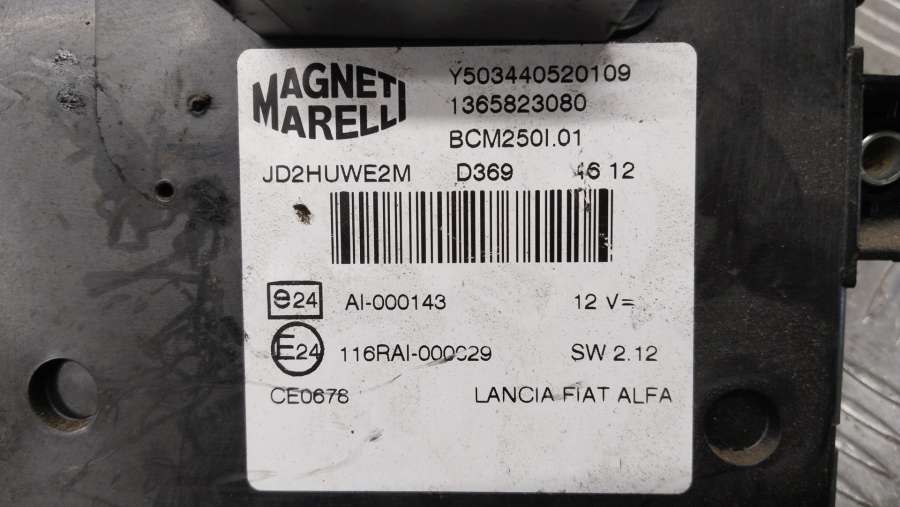 MAGNETI
MARELLI
Y503440520109
1365823080
BCM250I.01
JD2HUWE2M D369 46 12
e24 AI-000143 12 V=
E24 SW 2.12
CE0678 LANCIA FIAT ALFA